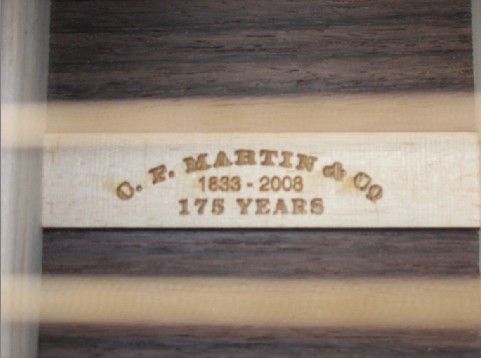 C. F. MARTIN & CO
1833 - 2008
175 YEARS